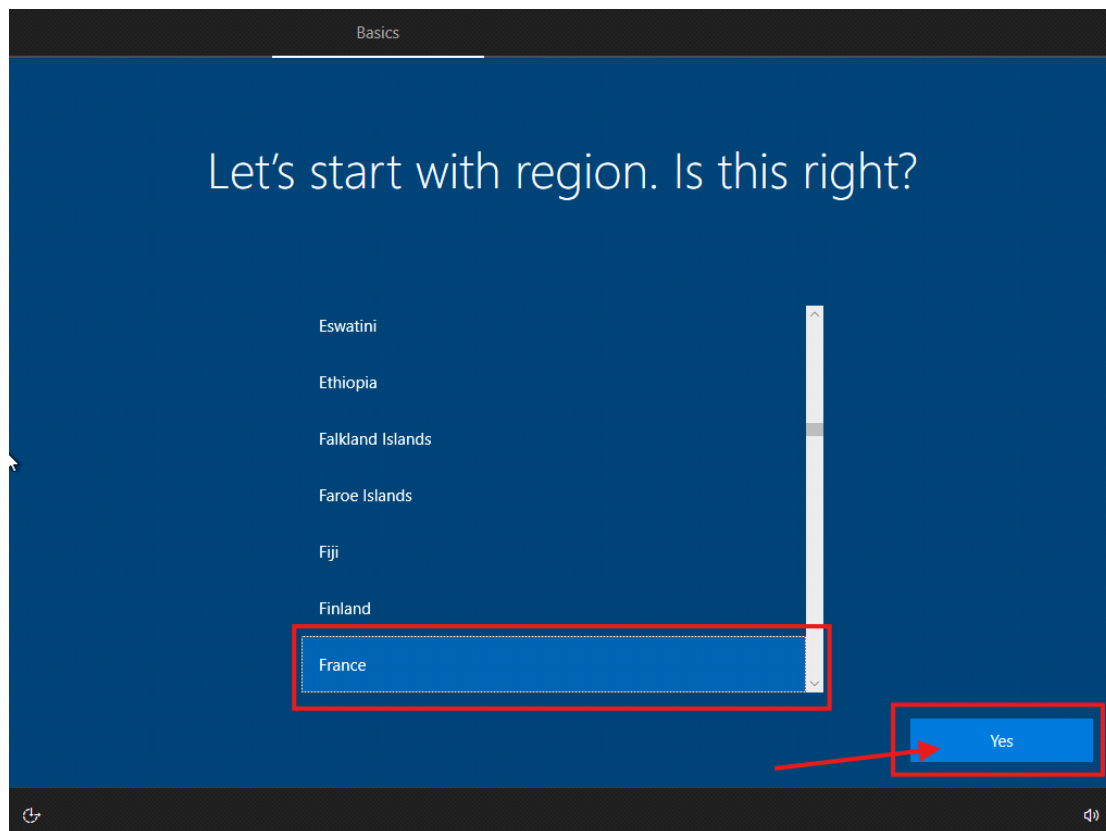 Basics
Let's start with region. Is this right?
Eswatini
Ethiopia
Falkland Islands
Faroe Islands
Fiji
Finland
France
Yes